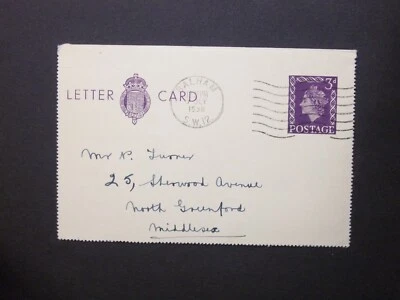 LETTER CARD
BALHAM
S.W.12.
3d
POSTAGE
Mr N. Turner
25, Sherwood Avenue
North Greenford
Middlesex